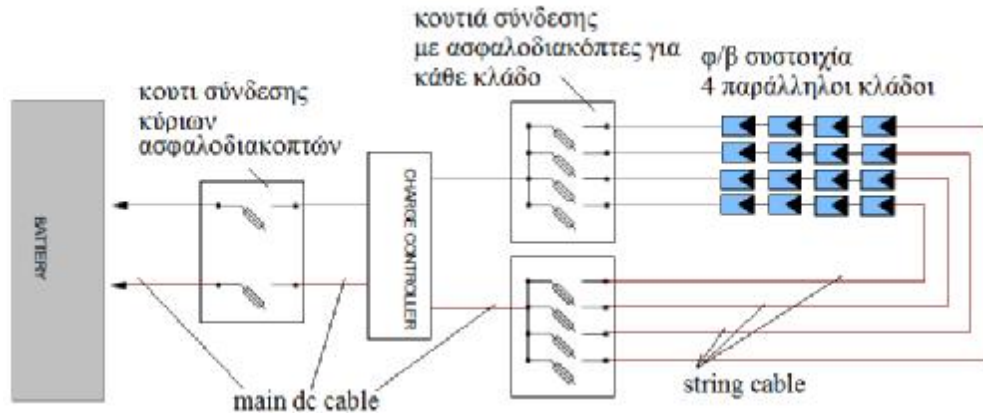 κουτιά σύνδεσης
με ασφαλοδιακόπτες για
κάθε κλάδο
φ/β συστοιχία
4 παράλληλοι κλάδοι
κουτι σύνδεσης
κύριων
ασφαλοδιακοπτών
BATTERY
CHARGE CONTROLLER
main dc cable
string cable